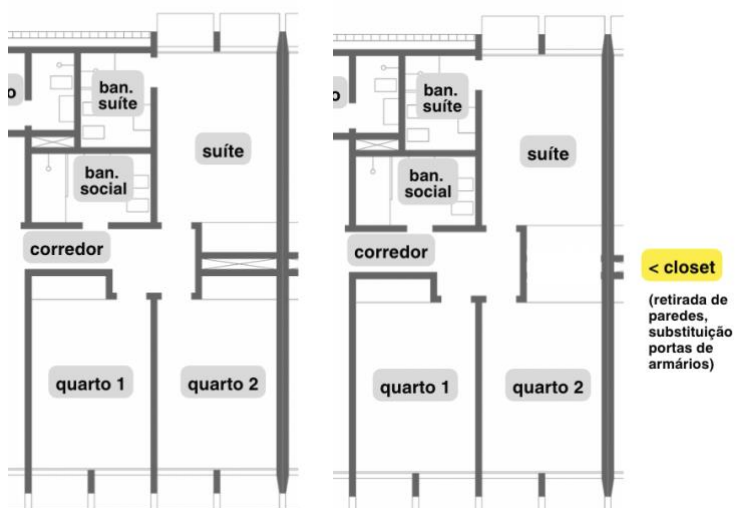 o
ban.
suíte
suíte
ban.
social
corredor
quarto 1
quarto 2
o
ban.
suíte
suíte
ban.
social
corredor
quarto 1
quarto 2
< closet
(retirada de
paredes,
substituição
portas de
armários)